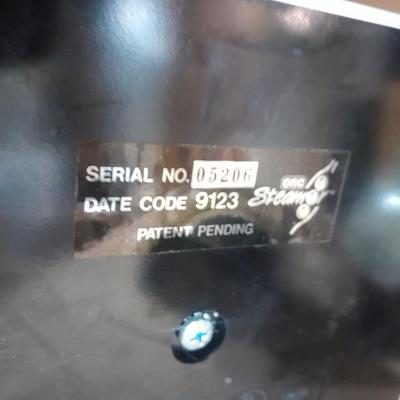 SERIAL NO. 05206
DATE CODE 9123
Steamer
PATENT PENDING